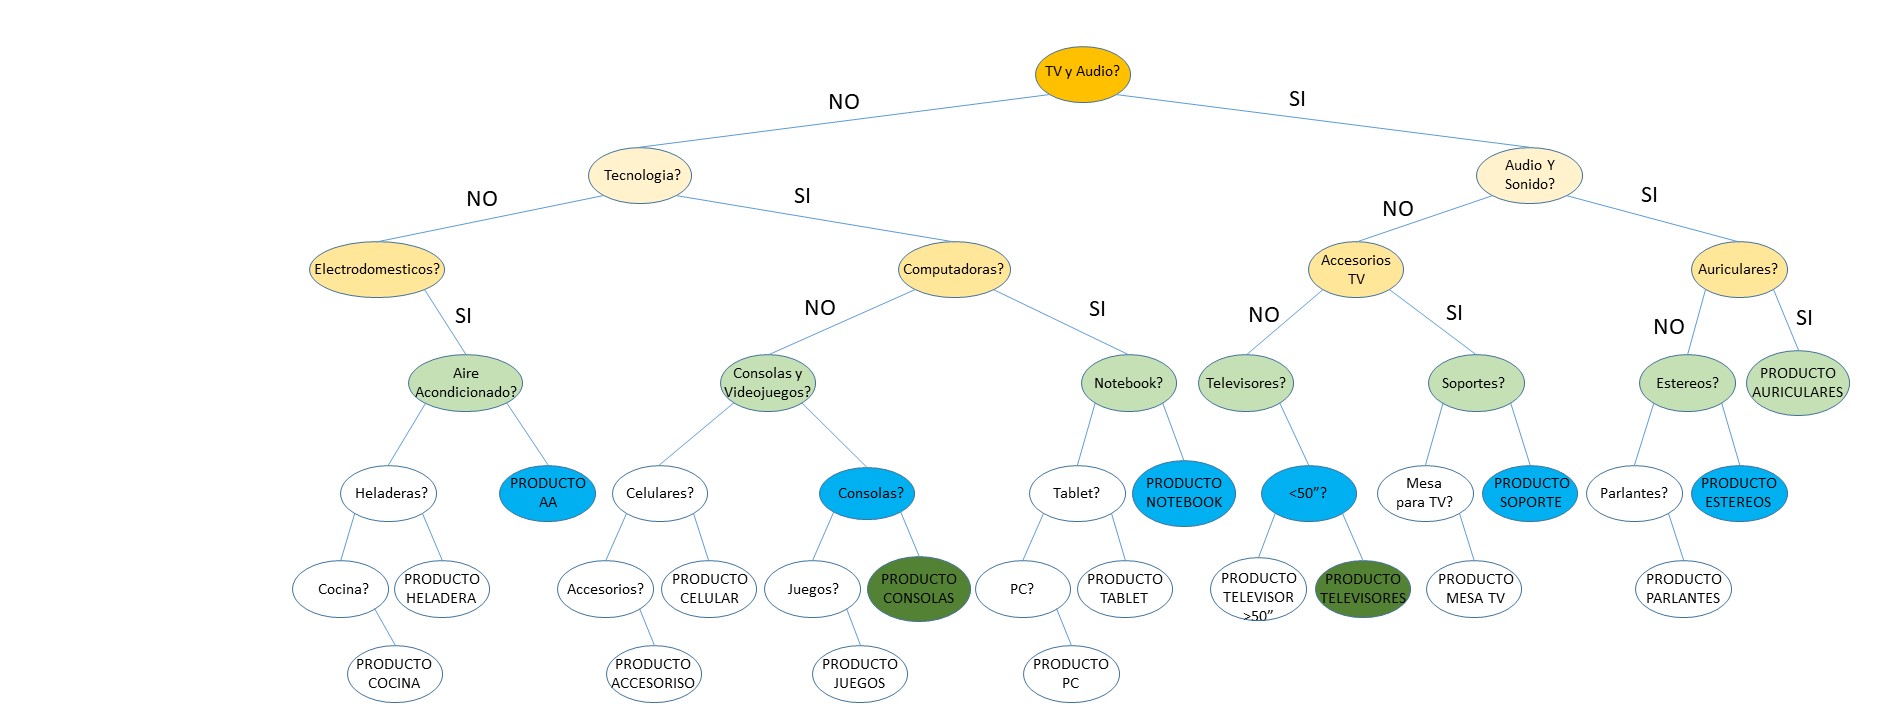 TV y Audio?
NO
SI
Tecnologia?
Audio Y
Sonido?
NO
SI
NO
SI
Electrodomesticos?
Computadoras?
Accesorios
TV
Auriculares?
SI
NO
SI
NO
SI
NO
SI
Aire
Acondicionado?
Consolas y
Videojuegos?
Notebook?
Televisores?
Soportes?
Estereos?
PRODUCTO
AURICULARES
Heladeras?
PRODUCTO
AA
Celulares?
Consolas?
Tablet?
PRODUCTO
NOTEBOOK
<50”?
Mesa
para TV?
PRODUCTO
SOPORTE
Parlantes?
PRODUCTO
ESTEREOS
Cocina?
PRODUCTO
HELADERA
Accesorios?
PRODUCTO
CELULAR
Juegos?
PRODUCTO
CONSOLAS
PC?
PRODUCTO
TABLET
PRODUCTO
TELEVISOR
>50”
PRODUCTO
TELEVISORES
PRODUCTO
MESA TV
PRODUCTO
PARLANTES
PRODUCTO
COCINA
PRODUCTO
ACCESORISO
PRODUCTO
JUEGOS
PRODUCTO
PC